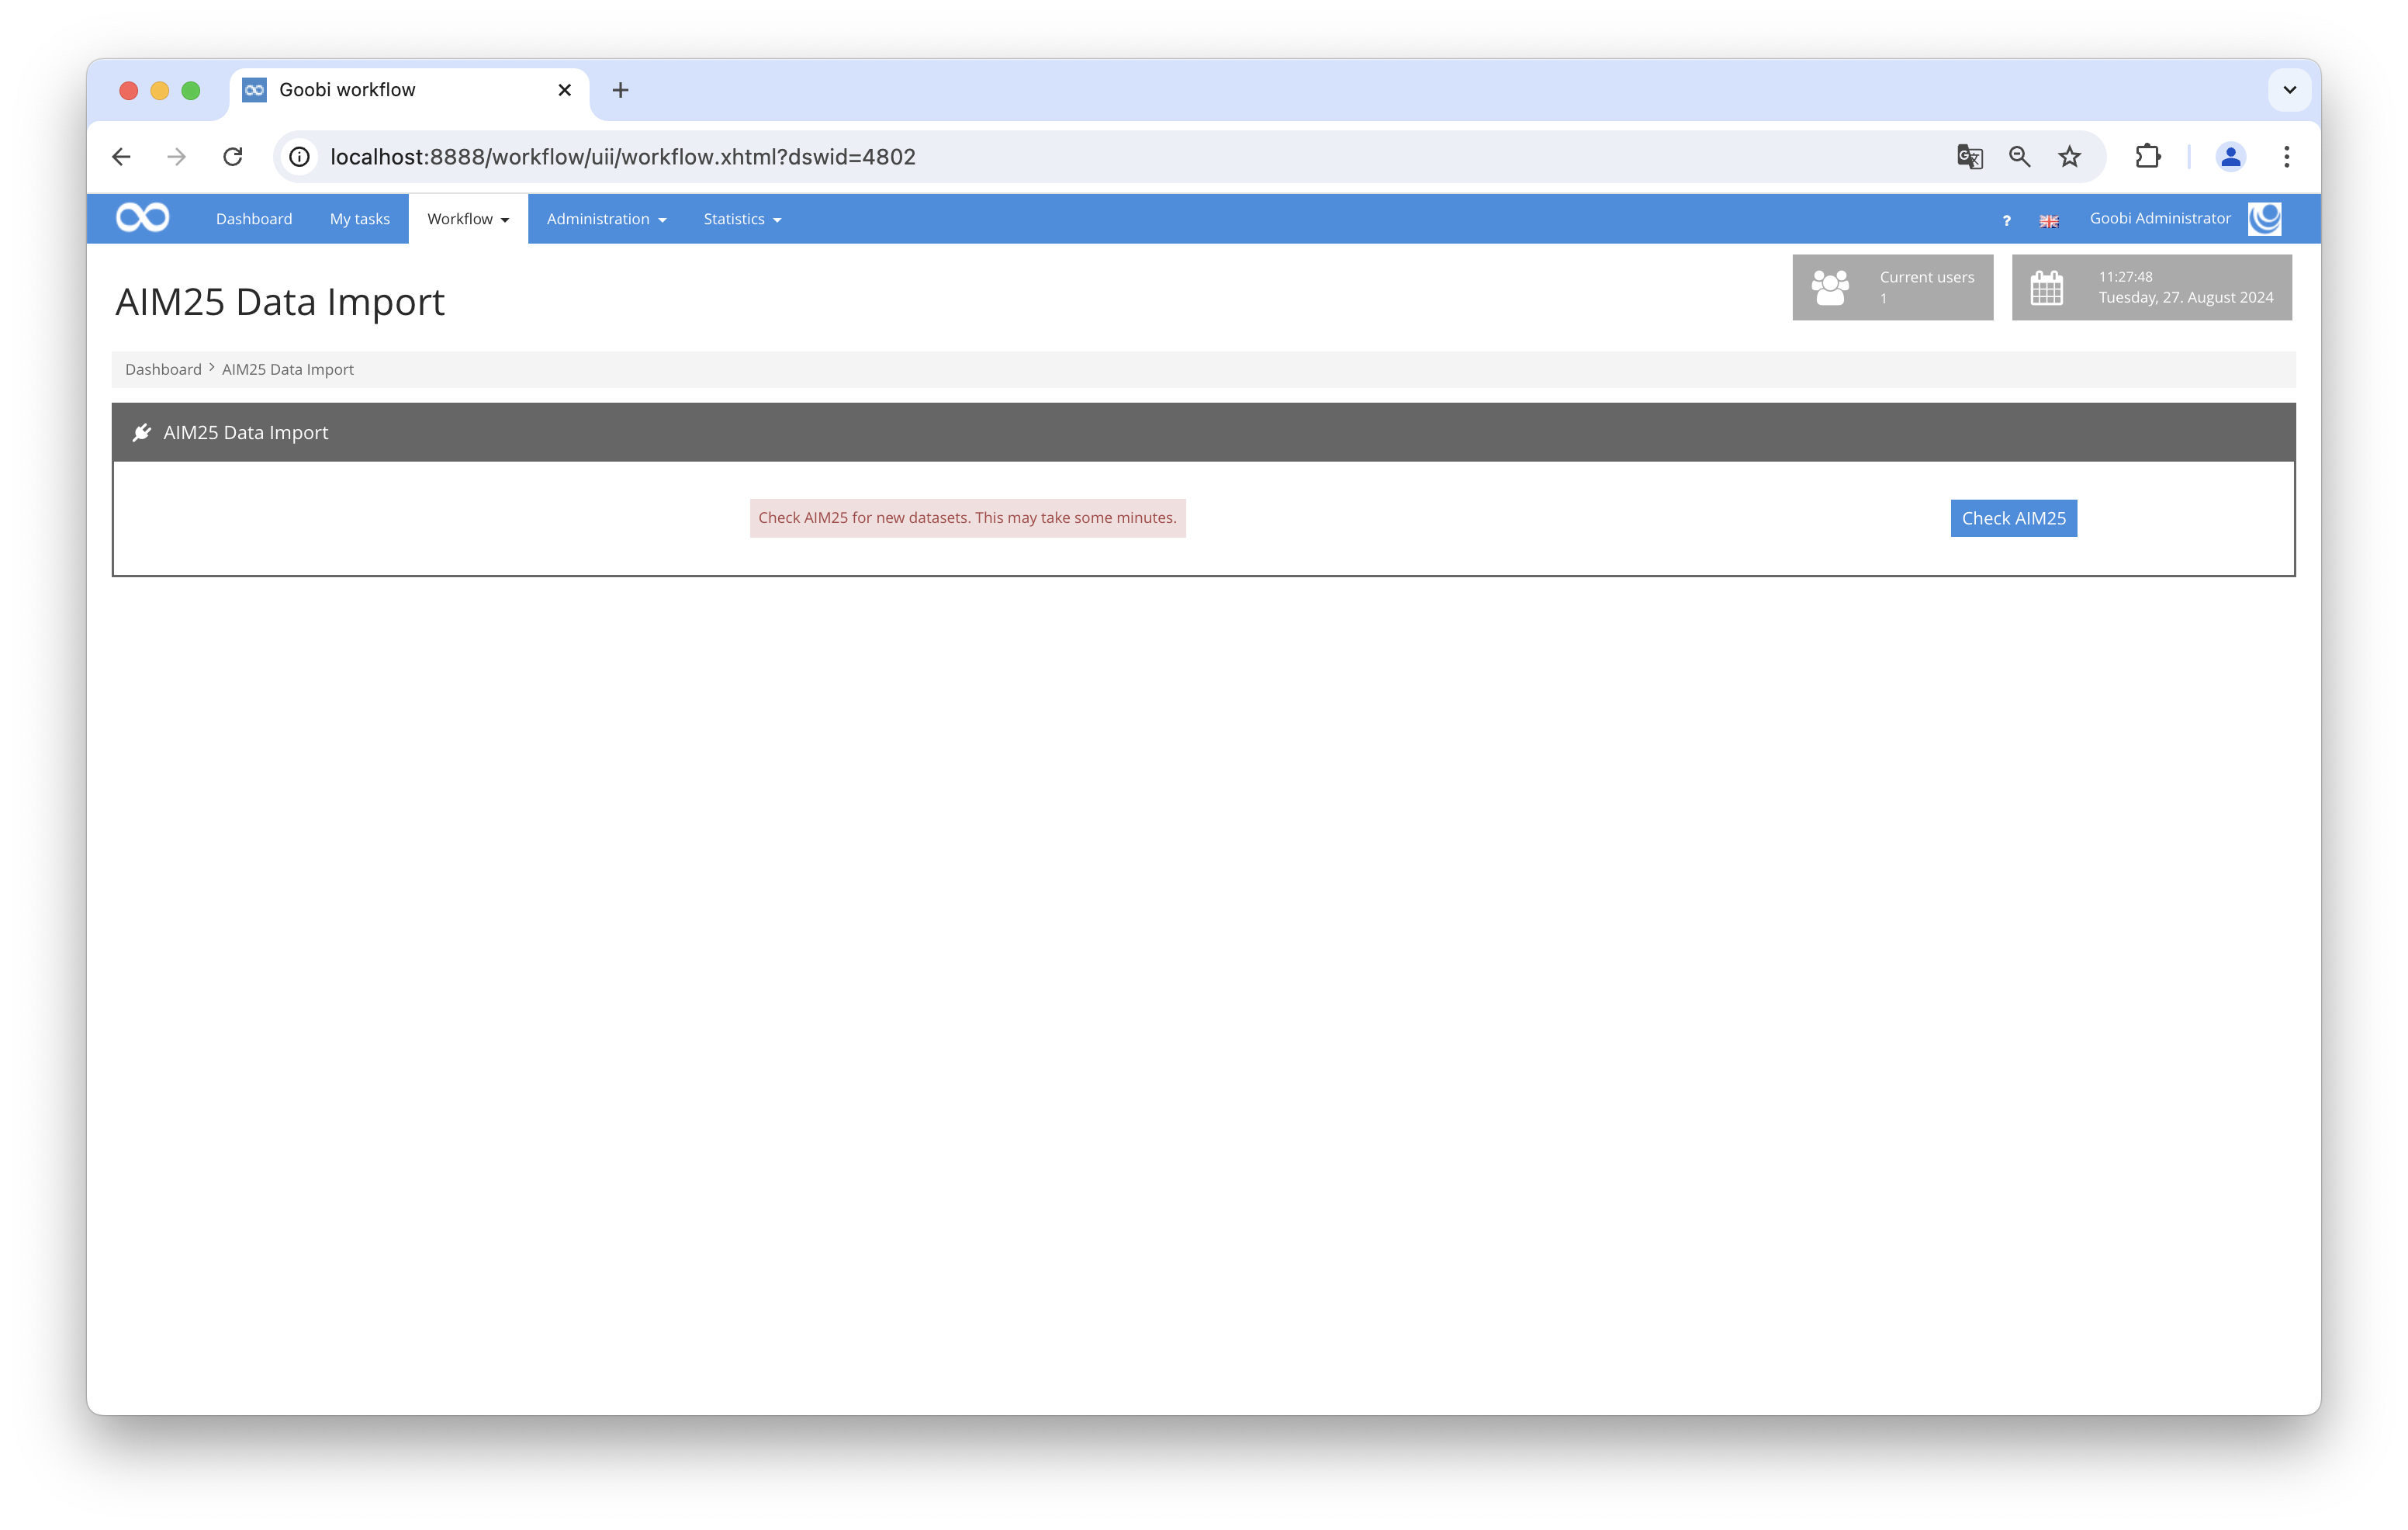 Goobi workflow
localhost:8888/workflow/uii/workflow.xhtml?dswid=4802
Dashboard My tasks Workflow Administration Statistics ? Goobi Administrator
AIM25 Data Import
Current users
1
11:27:48
Tuesday, 27. August 2024
Dashboard > AIM25 Data Import
AIM25 Data Import
Check AIM25 for new datasets. This may take some minutes. Check AIM25